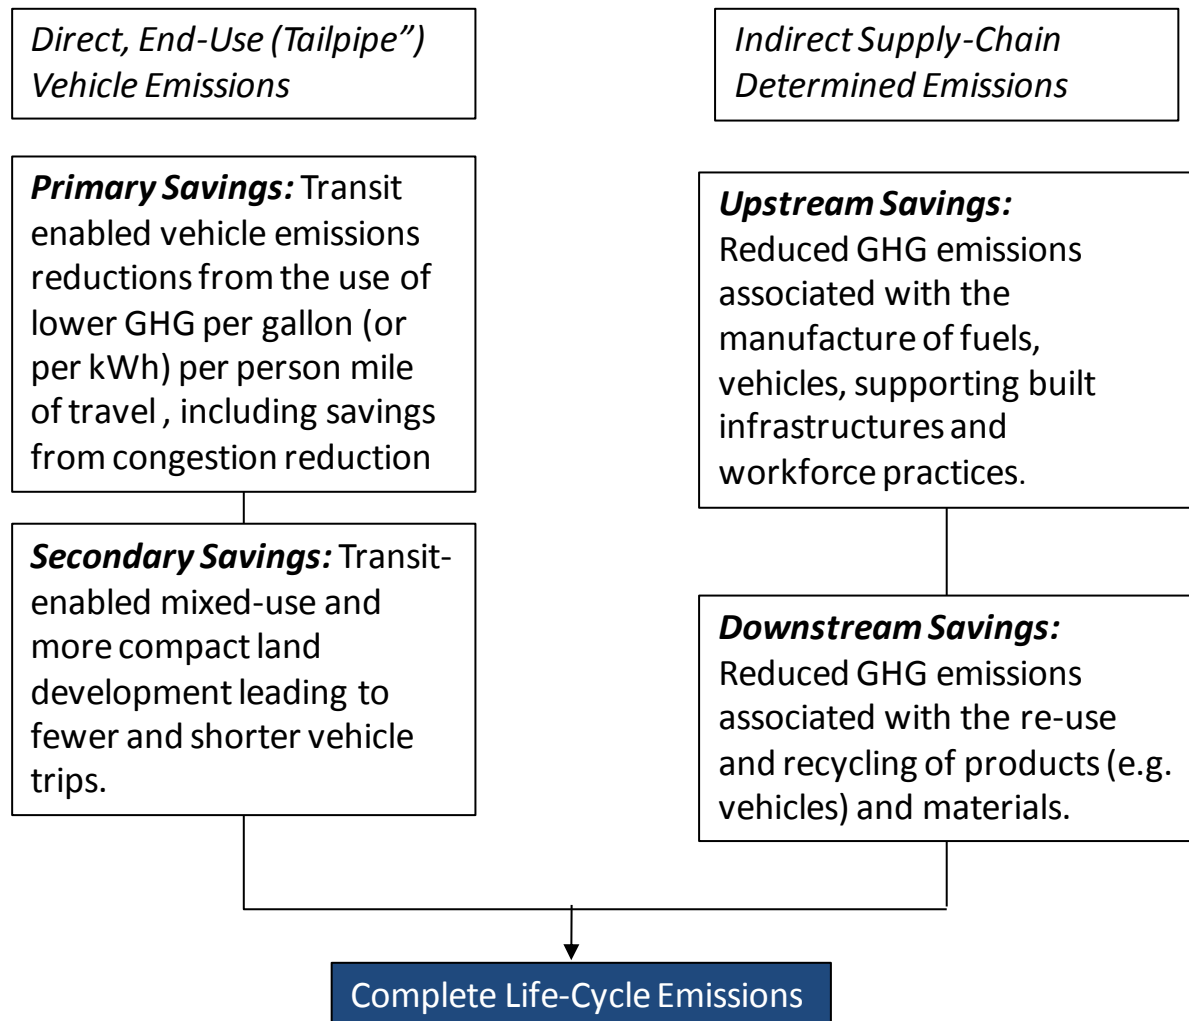 Direct, End-Use (Tailpipe”)
Vehicle Emissions
Primary Savings: Transit
enabled vehicle emissions
reductions from the use of
lower GHG per gallon (or
per kWh) per person mile
of travel , including savings
from congestion reduction
Secondary Savings: Transit-
enabled mixed-use and
more compact land
development leading to
fewer and shorter vehicle
trips.
Indirect Supply-Chain
Determined Emissions
Upstream Savings:
Reduced GHG emissions
associated with the
manufacture of fuels,
vehicles, supporting built
infrastructures and
workforce practices.
Downstream Savings:
Reduced GHG emissions
associated with the re-use
and recycling of products (e.g.
vehicles) and materials.
Complete Life-Cycle Emissions